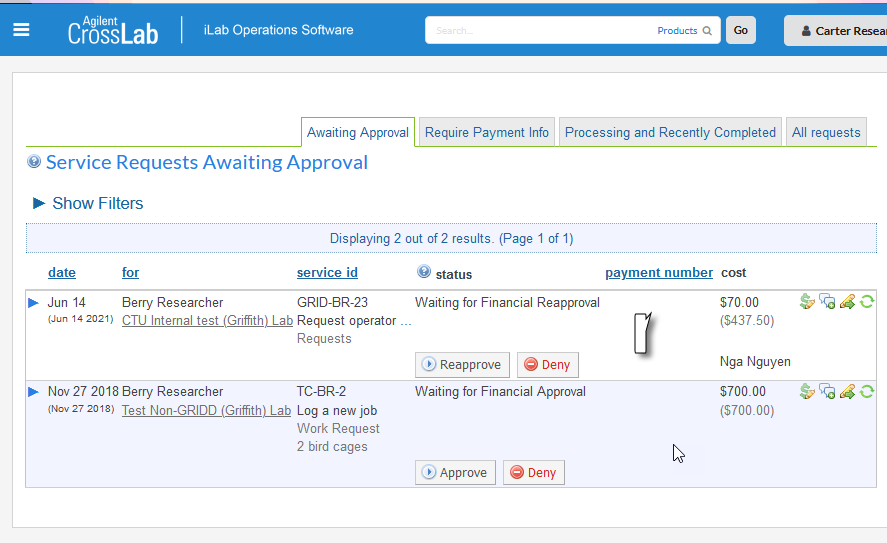 Agilent
CrossLab
iLab Operations Software
Search...
Products
Go
Carter Resear
Awaiting Approval
Require Payment Info
Processing and Recently Completed
All requests
Service Requests Awaiting Approval
Show Filters
Displaying 2 out of 2 results. (Page 1 of 1)
date for service id status payment number cost
Jun 14 Berry Researcher GRID-BR-23 Waiting for Financial Reapproval $70.00
(Jun 14 2021) CTU Internal test (Griffith) Lab Request operator ... ($437.50)
Requests
Reapprove Deny Nga Nguyen
Nov 27 2018 Berry Researcher TC-BR-2 Waiting for Financial Approval $700.00
(Nov 27 2018) Test Non-GRIDD (Griffith) Lab Log a new job ($700.00)
Work Request
2 bird cages
Approve Deny